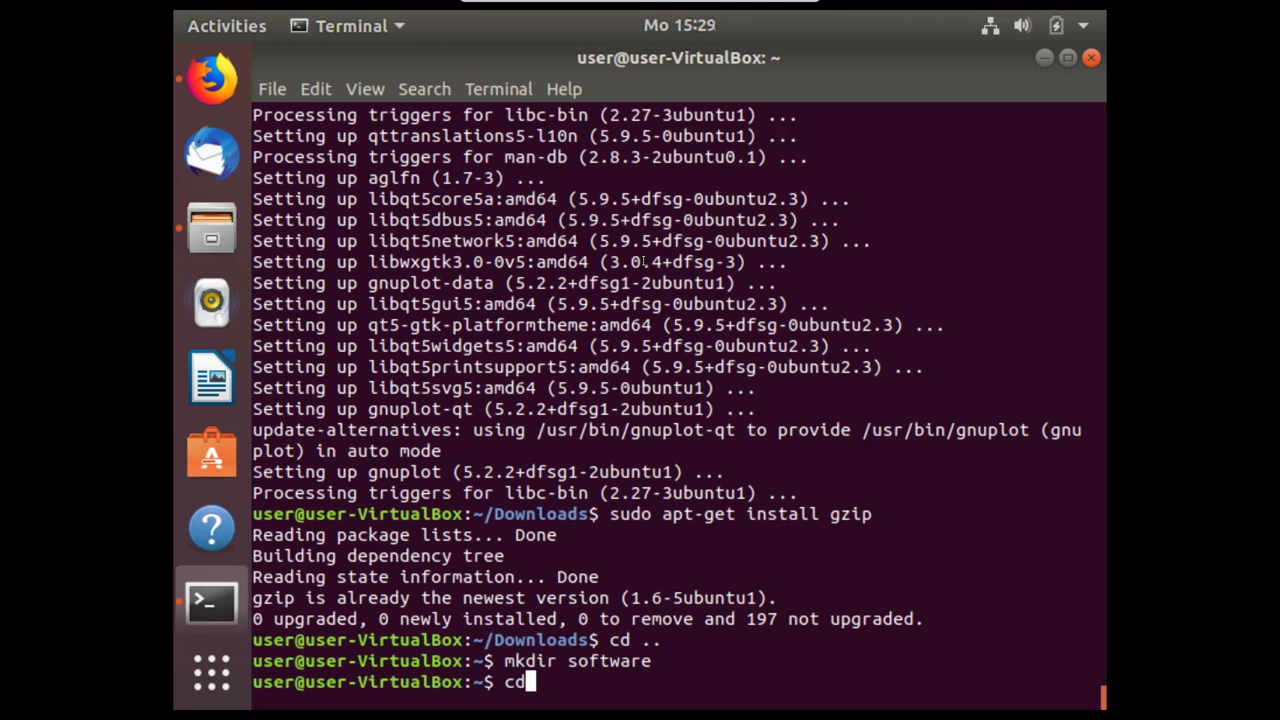 Activities Terminal Mo 15:29
user@user-VirtualBox: ~
File Edit View Search Terminal Help
Processing triggers for libc-bin (2.27-3ubuntu1) ...
Setting up qttranslations5-l10n (5.9.5-0ubuntu1) ...
Processing triggers for man-db (2.8.3-2ubuntu0.1) ...
Setting up aglfn (1.7-3) ...
Setting up libqt5core5a:amd64 (5.9.5+dfsg-0ubuntu2.3) ...
Setting up libqt5dbus5:amd64 (5.9.5+dfsg-0ubuntu2.3) ...
Setting up libqt5network5:amd64 (5.9.5+dfsg-0ubuntu2.3) ...
Setting up libwxgtk3.0-0v5:amd64 (3.0.4+dfsg-3) ...
Setting up gnuplot-data (5.2.2+dfsg1-2ubuntu1) ...
Setting up libqt5gui5:amd64 (5.9.5+dfsg-0ubuntu2.3) ...
Setting up qt5-gtk-platformtheme:amd64 (5.9.5+dfsg-0ubuntu2.3) ...
Setting up libqt5widgets5:amd64 (5.9.5+dfsg-0ubuntu2.3) ...
Setting up libqt5printsupport5:amd64 (5.9.5+dfsg-0ubuntu2.3) ...
Setting up libqt5svg5:amd64 (5.9.5-0ubuntu1) ...
Setting up gnuplot-qt (5.2.2+dfsg1-2ubuntu1) ...
update-alternatives: using /usr/bin/gnuplot-qt to provide /usr/bin/gnuplot (gnu
plot) in auto mode
Setting up gnuplot (5.2.2+dfsg1-2ubuntu1) ...
Processing triggers for libc-bin (2.27-3ubuntu1) ...
user@user-VirtualBox:~/Downloads$ sudo apt-get install gzip
Reading package lists... Done
Building dependency tree
Reading state information... Done
gzip is already the newest version (1.6-5ubuntu1).
0 upgraded, 0 newly installed, 0 to remove and 197 not upgraded.
user@user-VirtualBox:~/Downloads$ cd ..
user@user-VirtualBox:~$ mkdir software
user@user-VirtualBox:~$ cd